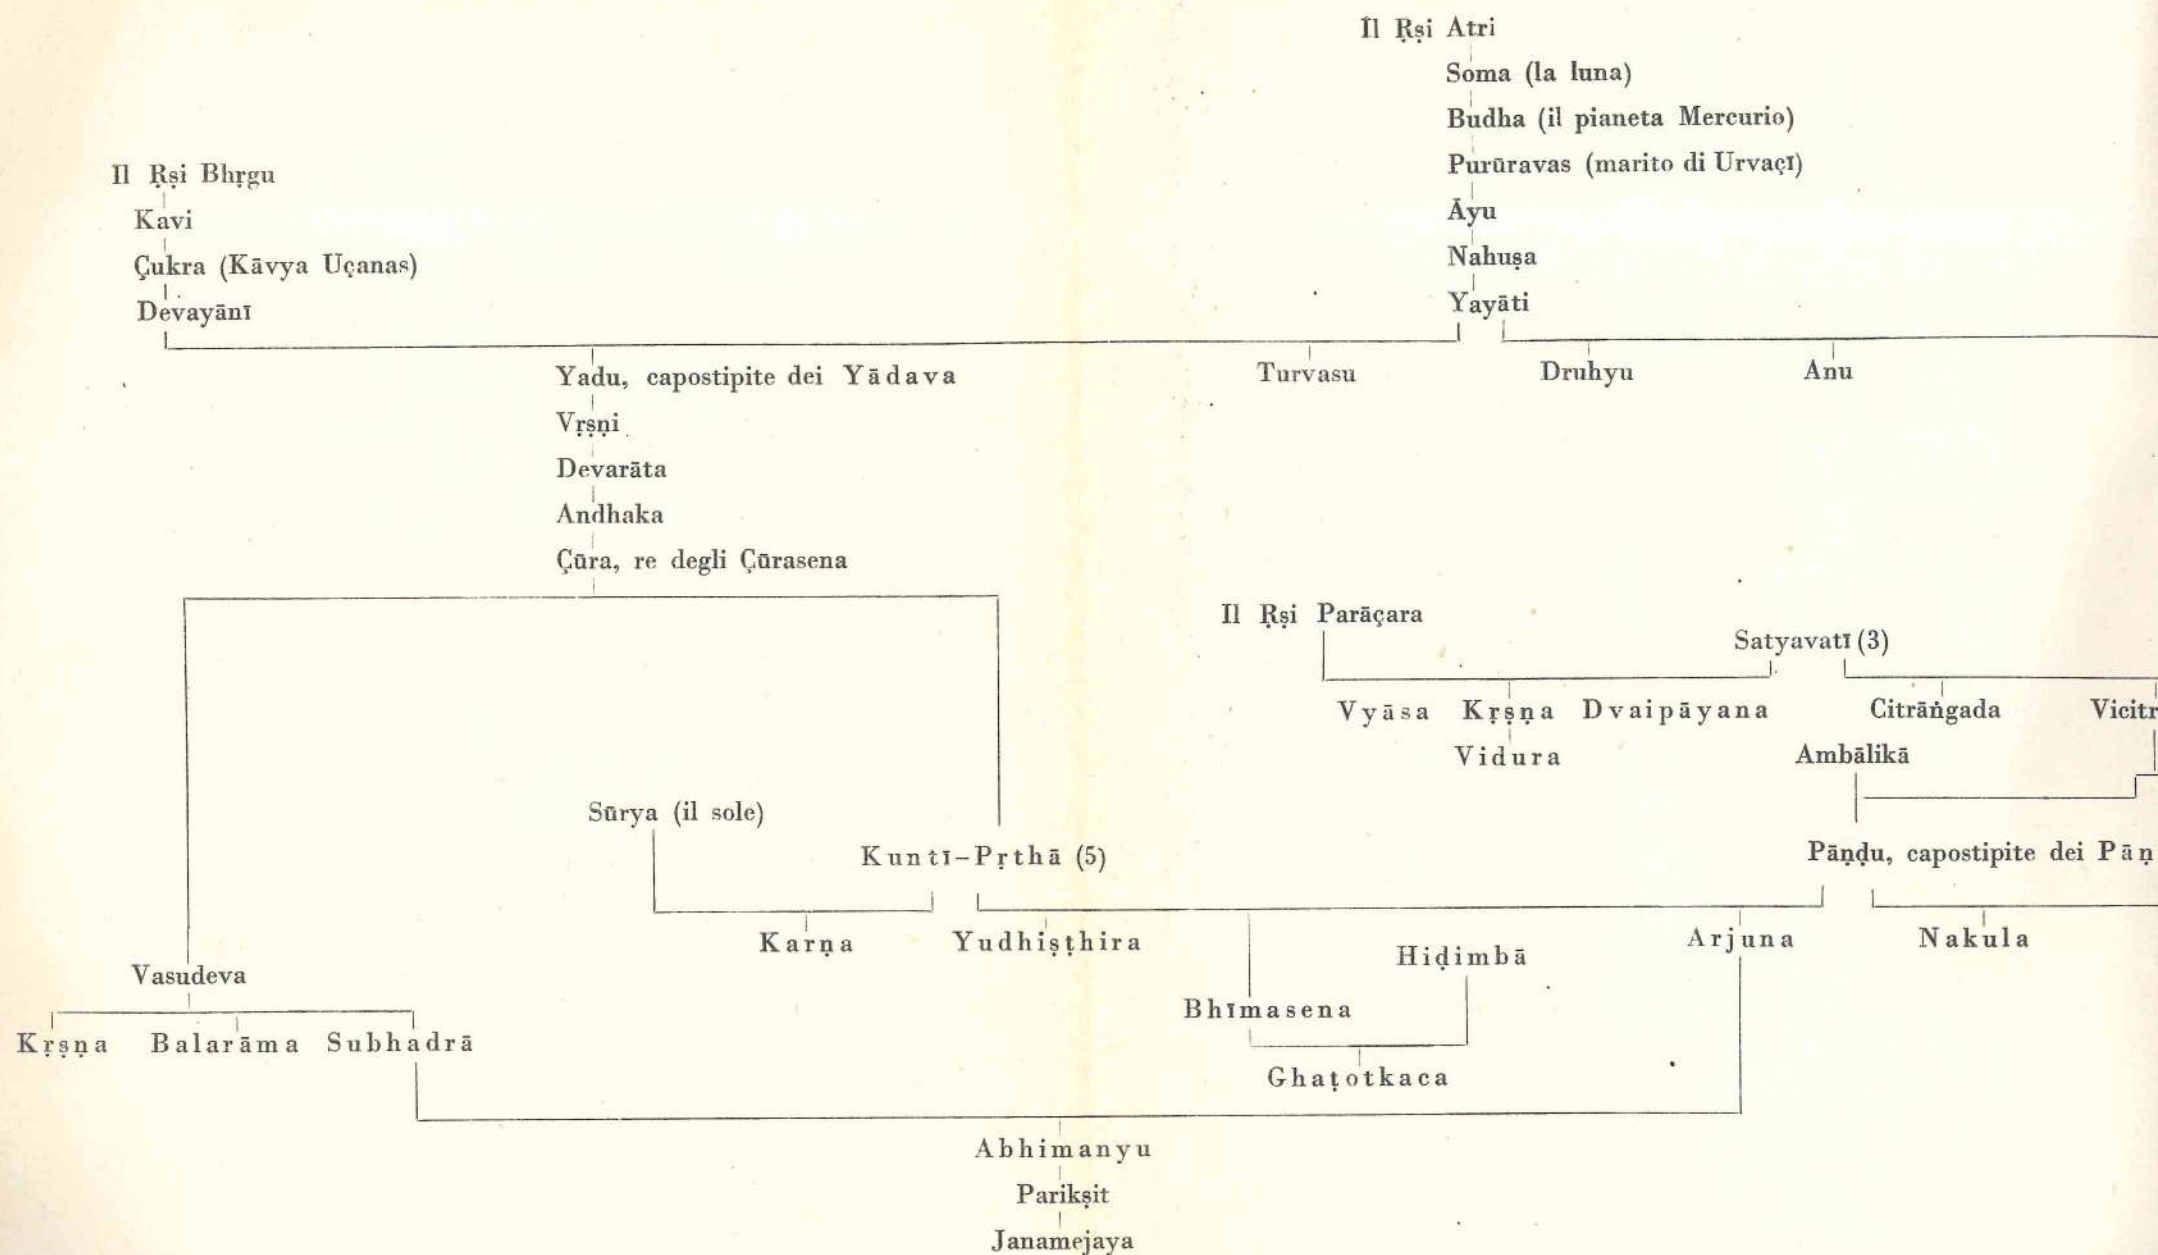 Il Ṛṣi Atri
Soma (la luna)
Budha (il pianeta Mercurio)
Purūravas (marito di Urvaçī)
Āyu
Nahuṣa
Yayāti
Il Ṛṣi Bhṛgu
Kavi
Çukra (Kāvya Uçanas)
Devayānī
Yadu, capostipite dei Yādava
Turvasu
Druhyu
Anu
Vṛṣṇi
Devarāta
Andhaka
Çūra, re degli Çūrasena
Il Ṛṣi Parāçara
Satyavatī (3)
Vyāsa Kṛṣṇa Dvaipāyana
Citrāṅgada
Vicitr
Vidura
Ambālikā
Sūrya (il sole)
Kuntī-Pṛthā (5)
Pāṇḍu, capostipite dei Pāṇ
Karṇa
Yudhiṣṭhira
Arjuna
Nakula
Hiḍimbā
Vasudeva
Bhīmasena
Kṛṣṇa
Balarāma
Subhadrā
Ghaṭotkaca
Abhimanyu
Parikṣit
Janamejaya